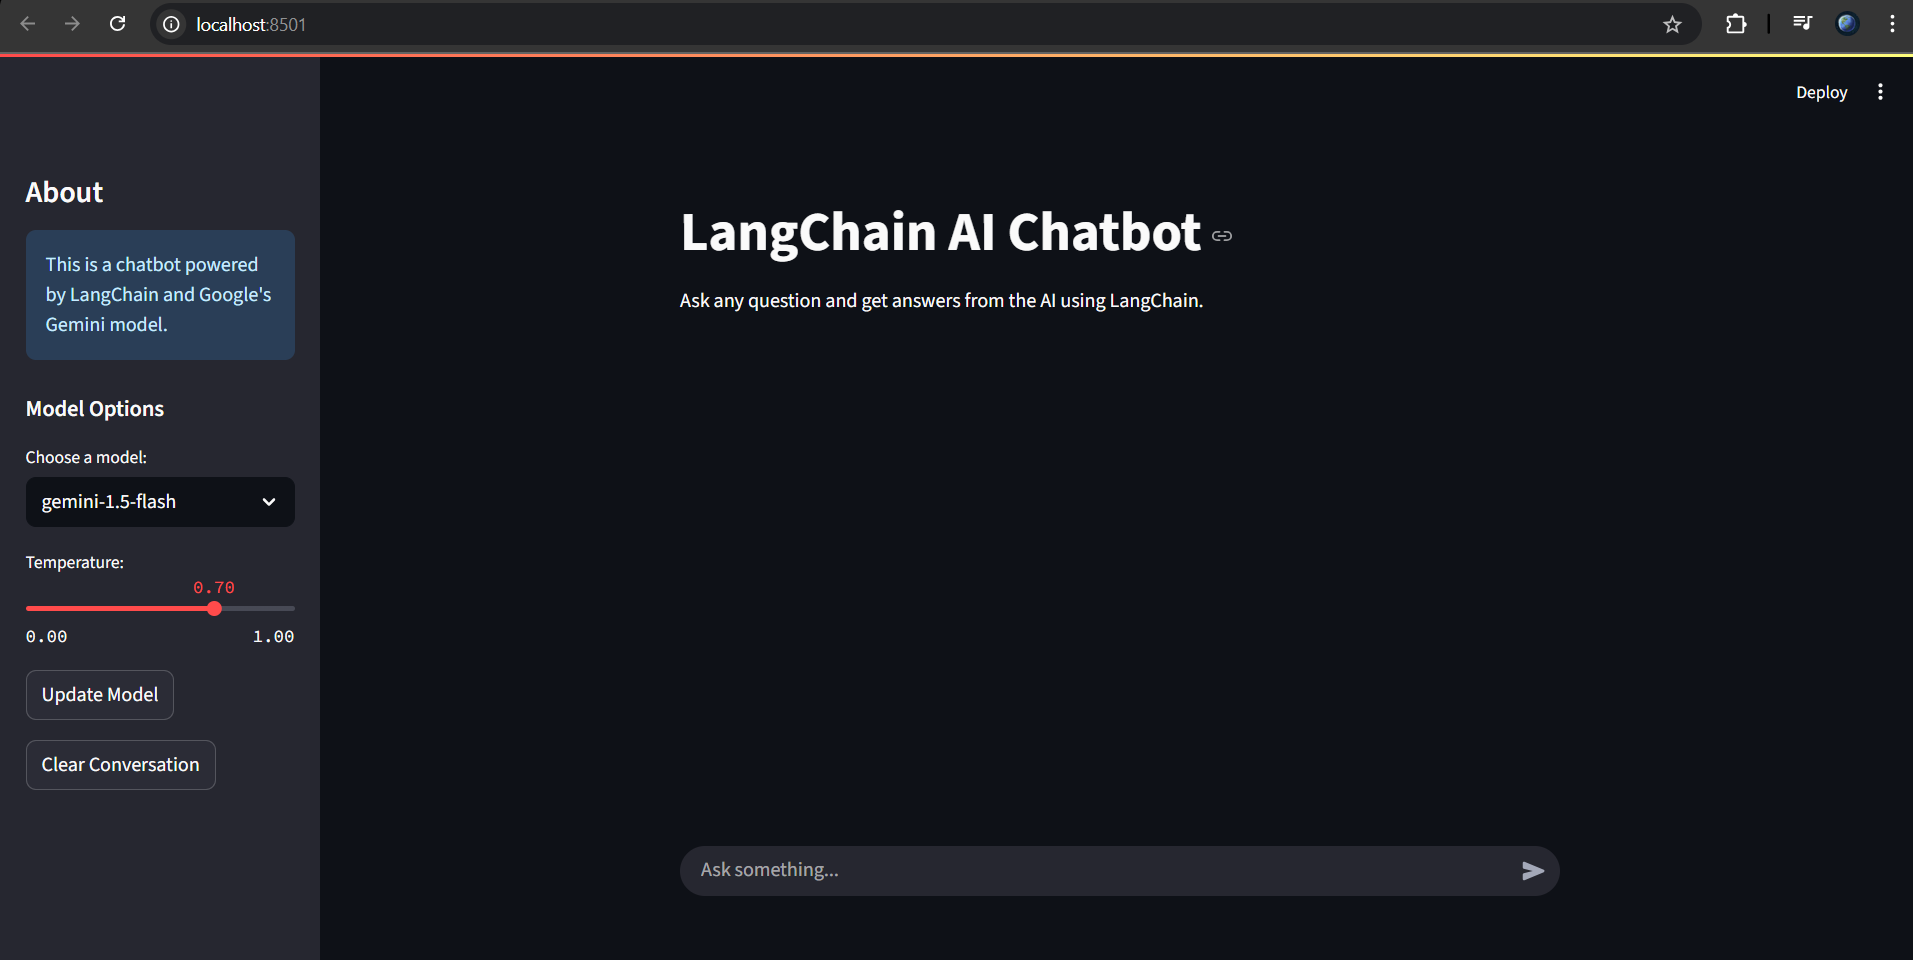 localhost:8501
Deploy
About
This is a chatbot powered
by LangChain and Google's
Gemini model.
Model Options
Choose a model:
gemini-1.5-flash
Temperature:
0.70
0.00 1.00
Update Model
Clear Conversation
LangChain AI Chatbot
Ask any question and get answers from the AI using LangChain.
Ask something...